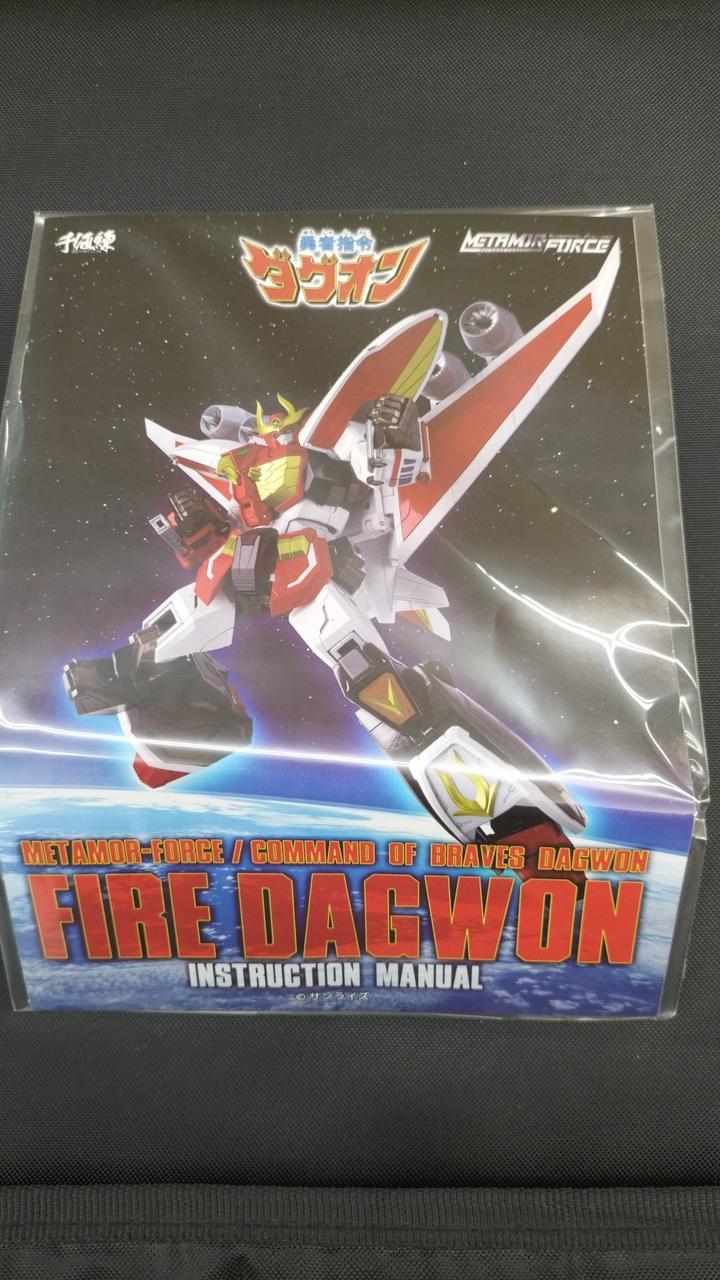 千値練
勇者指令
ダグオン
METAMOR-FORCE
METAMOR-FORCE / COMMAND OF BRAVES DAGWON
FIRE DAGWON
INSTRUCTION MANUAL
©サンライズ